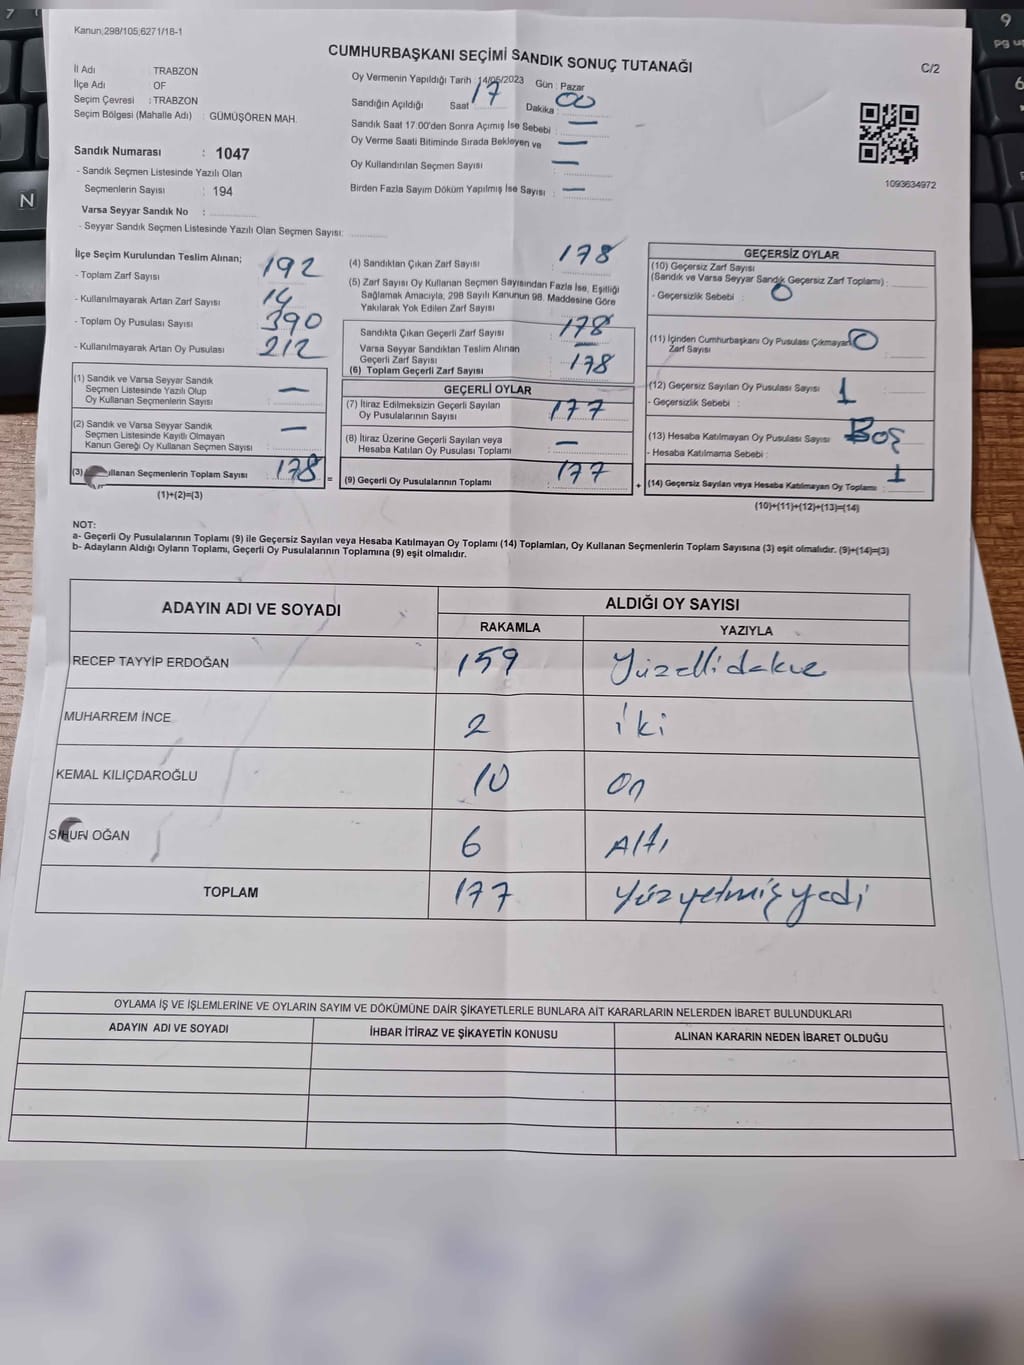 Kanun;298/105;6271/18-1
CUMHURBAŞKANI SEÇİMİ SANDIK SONUÇ TUTANAĞI
C/2
İl Adı : TRABZON
İlçe Adı : OF
Seçim Çevresi : TRABZON
Seçim Bölgesi (Mahalle Adı) : GÜMÜŞÖREN MAH.
Sandık Numarası : 1047
- Sandık Seçmen Listesinde Yazılı Olan
Seçmenlerin Sayısı : 194
Varsa Seyyar Sandık No :
- Seyyar Sandık Seçmen Listesinde Yazılı Olan Seçmen Sayısı:
Oy Vermenin Yapıldığı Tarih : 14/05/2023 Gün : Pazar
Sandığın Açıldığı Saat : 17 Dakika : 00
Sandık Saat 17:00'den Sonra Açımış İse Sebebi : —
Oy Verme Saati Bitiminde Sırada Bekleyen ve —
Oy Kullandırılan Seçmen Sayısı : —
Birden Fazla Sayım Döküm Yapılmış İse Sayısı : —
1093634972
İlçe Seçim Kurulundan Teslim Alınan;
- Toplam Zarf Sayısı 192
- Kullanılmayarak Artan Zarf Sayısı 14
- Toplam Oy Pusulası Sayısı 390
- Kullanılmayarak Artan Oy Pusulası 212
(1) Sandık ve Varsa Seyyar Sandık
Seçmen Listesinde Yazılı Olup
Oy Kullanan Seçmenlerin Sayısı : —
(2) Sandık ve Varsa Seyyar Sandık
Seçmen Listesinde Kayıtlı Olmayan
Kanun Gereği Oy Kullanan Seçmen Sayısı : —
(3) ullanan Seçmenlerin Toplam Sayısı : 178 =
(1)+(2)=(3)
(4) Sandıktan Çıkan Zarf Sayısı : 178
(5) Zarf Sayısı Oy Kullanan Seçmen Sayısından Fazla İse, Eşitliği
Sağlamak Amacıyla, 298 Sayılı Kanunun 98. Maddesine Göre
Yakılarak Yok Edilen Zarf Sayısı :
Sandıkta Çıkan Geçerli Zarf Sayısı : 178
Varsa Seyyar Sandıktan Teslim Alınan
Geçerli Zarf Sayısı : —
(6) Toplam Geçerli Zarf Sayısı : 178
GEÇERLİ OYLAR
(7) İtiraz Edilmeksizin Geçerli Sayılan
Oy Pusulalarının Sayısı : 177
(8) İtiraz Üzerine Geçerli Sayılan veya
Hesaba Katılan Oy Pusulası Toplamı : —
(9) Geçerli Oy Pusulalarının Toplamı : 177 +
GEÇERSİZ OYLAR
(10) Geçersiz Zarf Sayısı
(Sandık ve Varsa Seyyar Sandık Geçersiz Zarf Toplamı) :
- Geçersizlik Sebebi : 0
(11) İçinden Cumhurbaşkanı Oy Pusulası Çıkmayan 0
Zarf Sayısı :
(12) Geçersiz Sayılan Oy Pusulası Sayısı : 1
- Geçersizlik Sebebi :
(13) Hesaba Katılmayan Oy Pusulası Sayısı : Boş
- Hesaba Katılmama Sebebi :
(14) Geçersiz Sayılan veya Hesaba Katılmayan Oy Toplamı : 1
(10)+(11)+(12)+(13)=(14)
NOT:
a- Geçerli Oy Pusulalarının Toplamı (9) ile Geçersiz Sayılan veya Hesaba Katılmayan Oy Toplamı (14) Toplamları, Oy Kullanan Seçmenlerin Toplam Sayısına (3) eşit olmalıdır. (9)+(14)=(3)
b- Adayların Aldığı Oyların Toplamı, Geçerli Oy Pusulalarının Toplamına (9) eşit olmalıdır.
ADAYIN ADI VE SOYADI ALDIĞI OY SAYISI
RAKAMLA YAZIYLA
RECEP TAYYİP ERDOĞAN 159 Yüzellidokuz
MUHARREM İNCE 2 iki
KEMAL KILIÇDAROĞLU 10 On
OĞAN 6 Altı
TOPLAM 177 Yüzyetmişyedi
OYLAMA İŞ VE İŞLEMLERİNE VE OYLARIN SAYIM VE DÖKÜMÜNE DAİR ŞİKAYETLERLE BUNLARA AİT KARARLARIN NELERDEN İBARET BULUNDUKLARI
ADAYIN ADI VE SOYADI İHBAR İTİRAZ VE ŞİKAYETİN KONUSU ALINAN KARARIN NEDEN İBARET OLDUĞU
7
N
9
pg up
6